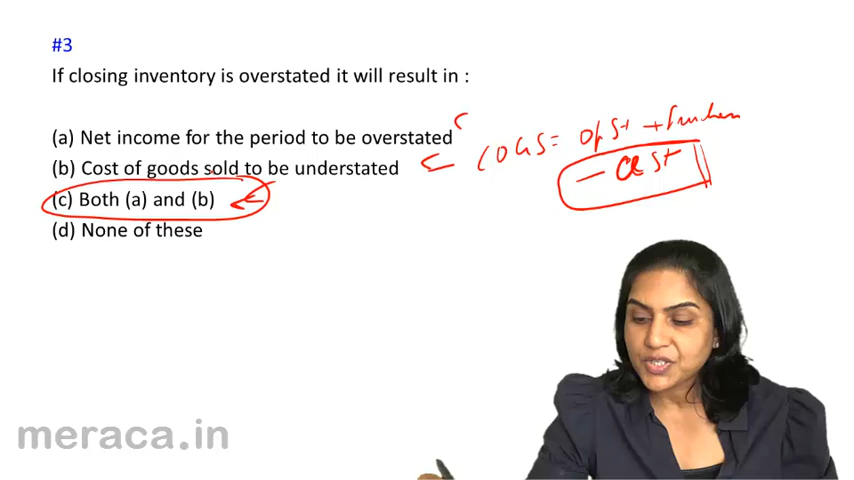 #3
If closing inventory is overstated it will result in :
(a) Net income for the period to be overstated
(b) Cost of goods sold to be understated
(c) Both (a) and (b)
(d) None of these
COGS = Op St +
- Cl St
meraca.in